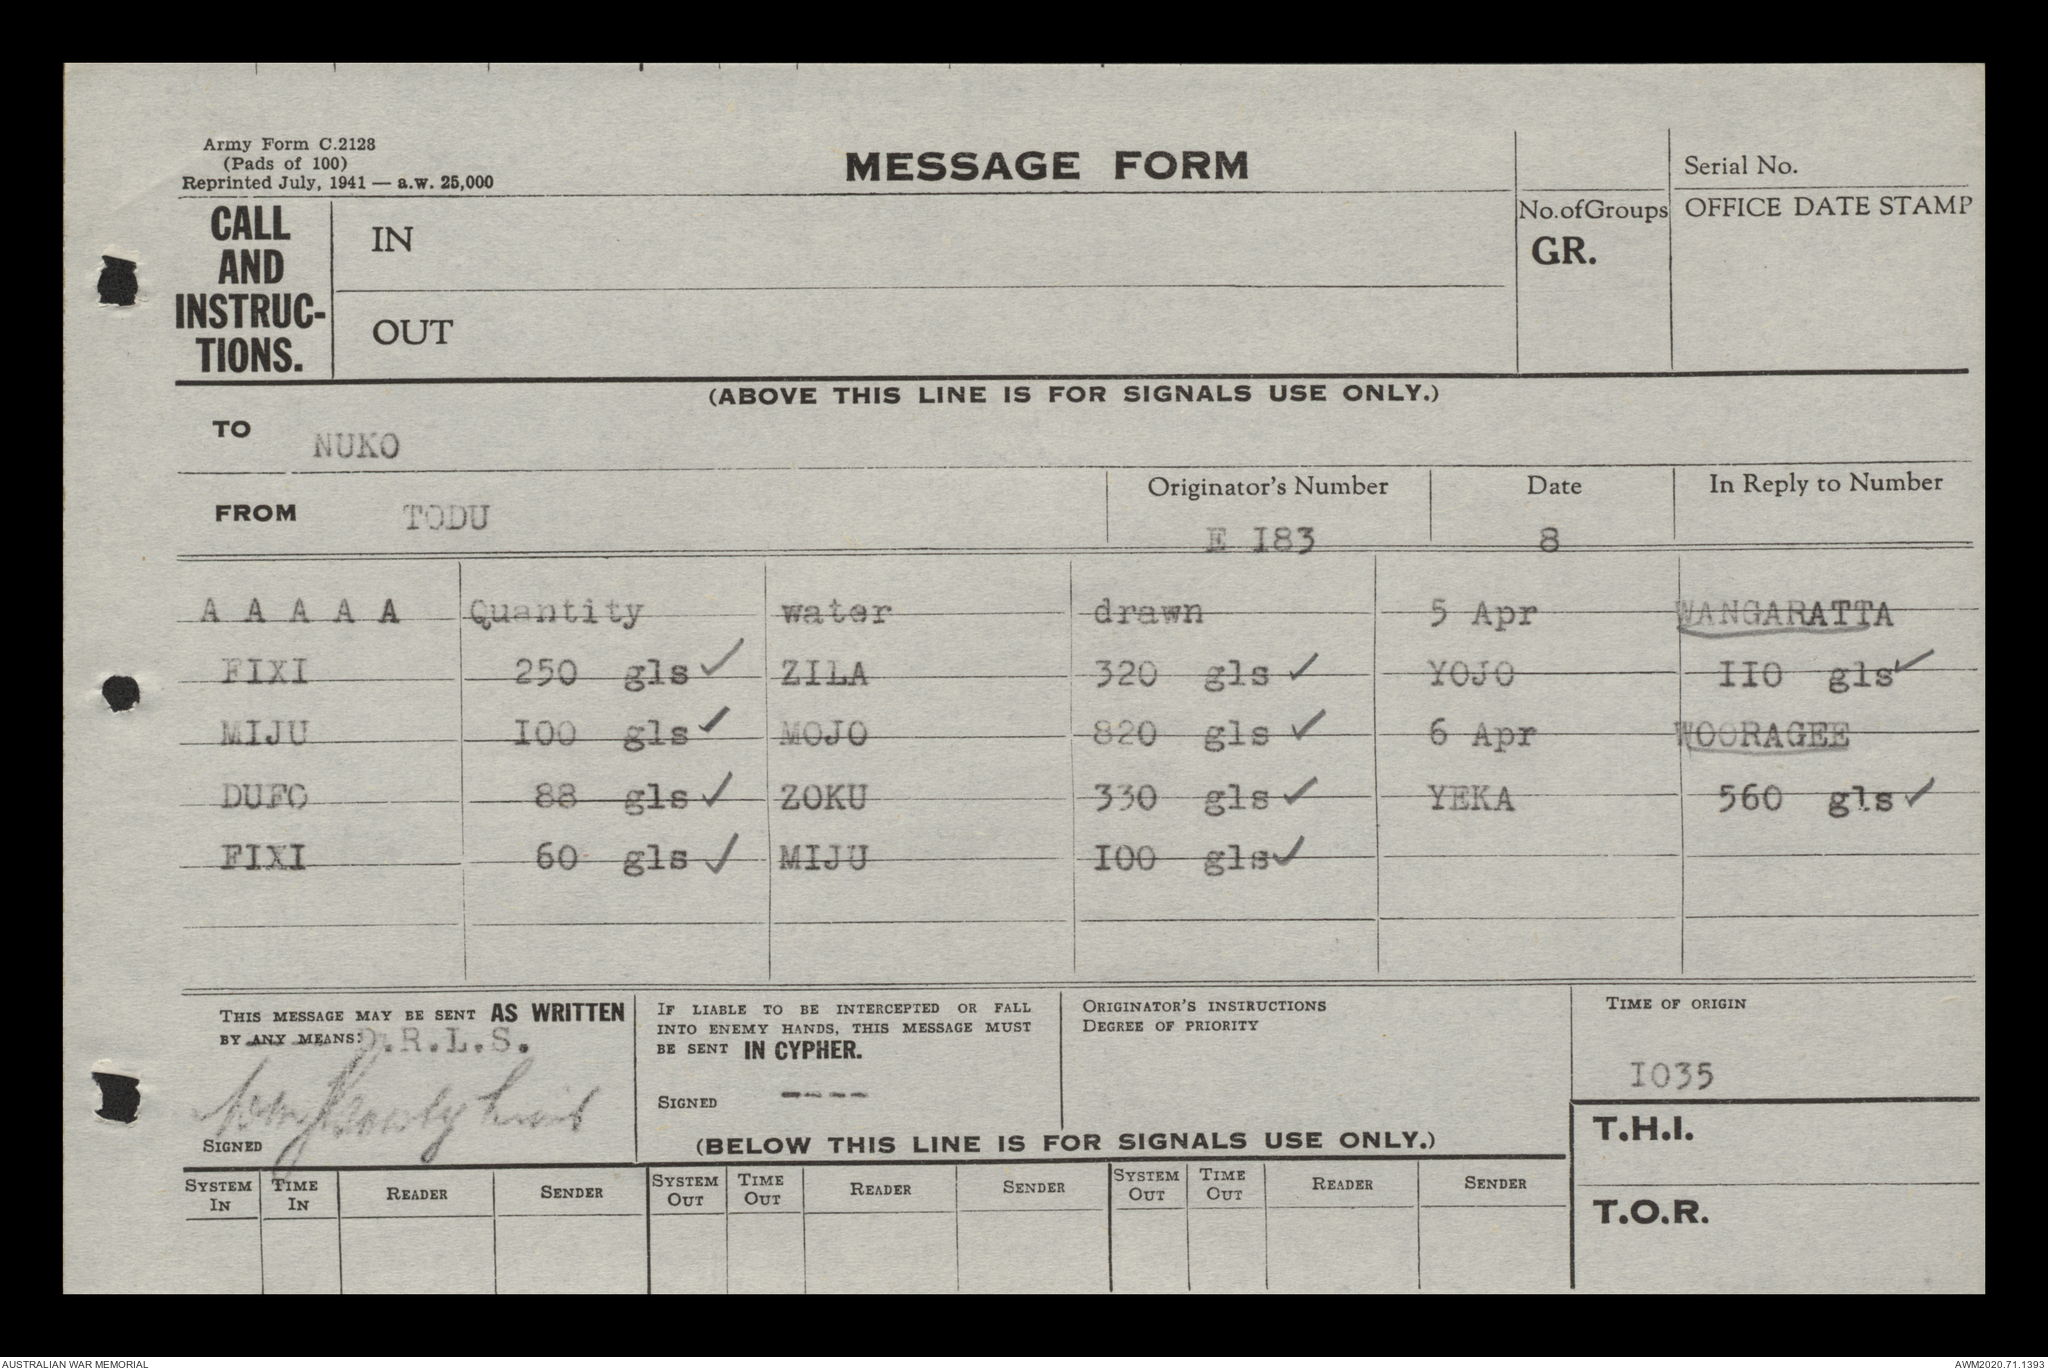 Army Form C.2128
(Pads of 100)
Reprinted July, 1941 — a.w. 25,000
MESSAGE FORM
Serial No.
CALL AND INSTRUC-TIONS.
IN
OUT
No. of Groups
GR.
OFFICE DATE STAMP
(ABOVE THIS LINE IS FOR SIGNALS USE ONLY.)
TO NUKO
FROM TODU
Originator's Number
E I83
Date
8
In Reply to Number
A A A A A Quantity water drawn 5 Apr WANGARATTA
FIXI 250 gls ✓ ZILA 320 gls ✓ YOJO II0 gls ✓
MIJU I00 gls ✓ MOJO 820 gls ✓ 6 Apr WOORAGEE
DUFO 88 gls ✓ ZOKU 330 gls ✓ YEKA 560 gls ✓
FIXI 60 gls ✓ MIJU I00 gls ✓
THIS MESSAGE MAY BE SENT AS WRITTEN
BY ANY MEANS: D.R.L.S.
SIGNED
IF LIABLE TO BE INTERCEPTED OR FALL
INTO ENEMY HANDS, THIS MESSAGE MUST
BE SENT IN CYPHER.
SIGNED ----
ORIGINATOR'S INSTRUCTIONS
DEGREE OF PRIORITY
TIME OF ORIGIN
I035
(BELOW THIS LINE IS FOR SIGNALS USE ONLY.)
T.H.I.
T.O.R.
SYSTEM IN TIME IN READER SENDER SYSTEM OUT TIME OUT READER SENDER SYSTEM OUT TIME OUT READER SENDER
AUSTRALIAN WAR MEMORIAL
AWM2020.71.1393